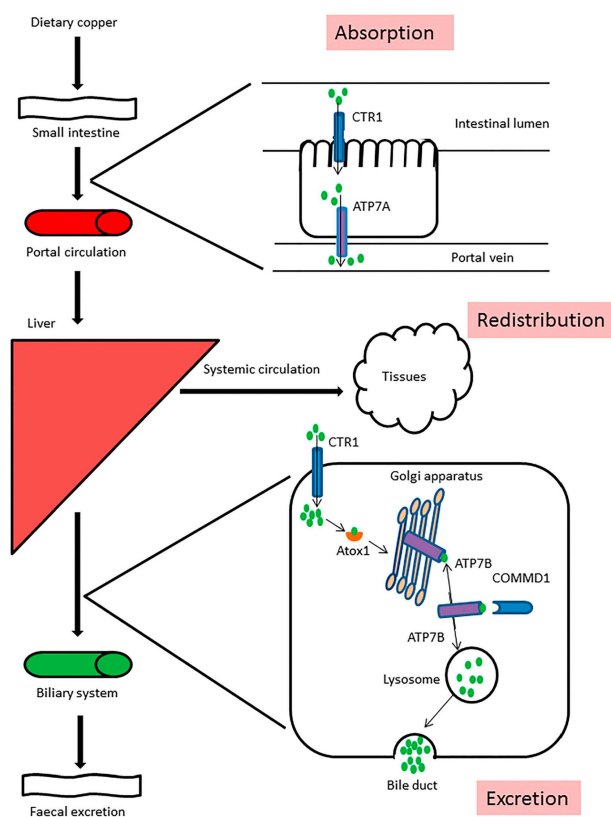 Dietary copper
Absorption
CTR1
Intestinal lumen
Small intestine
ATP7A
Portal circulation
Portal vein
Liver
Redistribution
Systemic circulation
Tissues
CTR1
Golgi apparatus
Atox1
ATP7B
COMMD1
ATP7B
Lysosome
Biliary system
Bile duct
Faecal excretion
Excretion